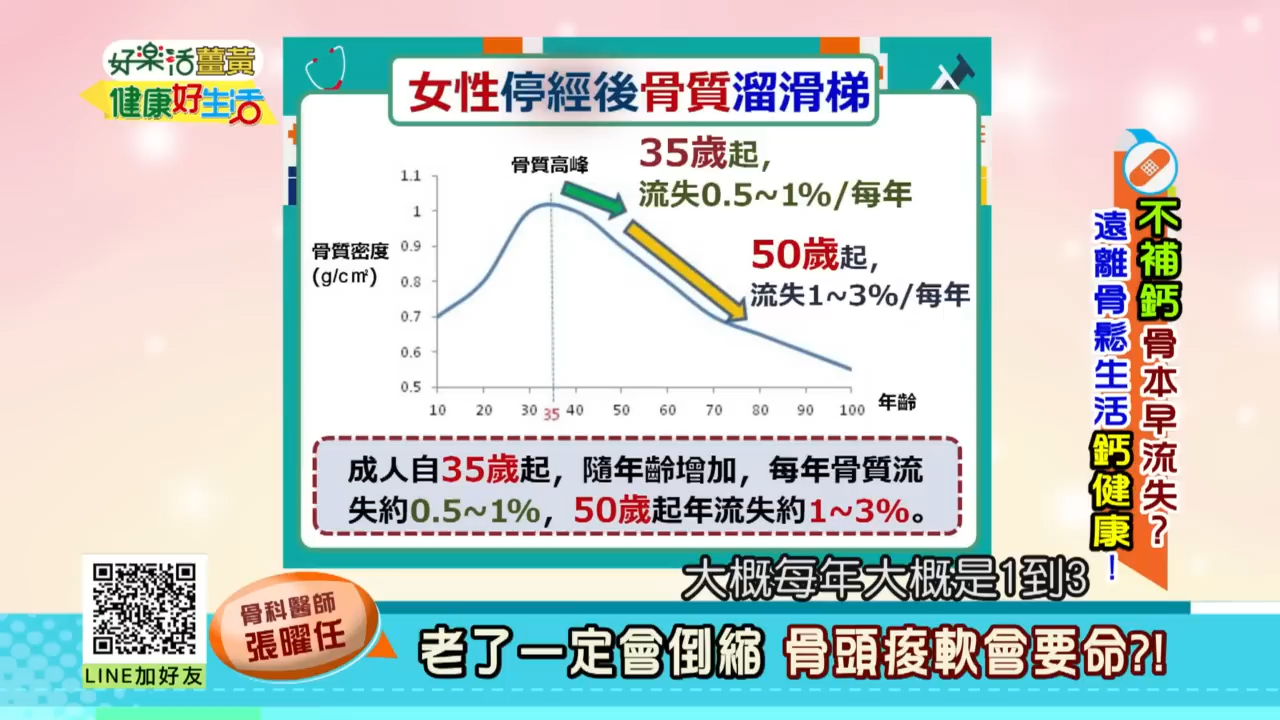 好樂活薑黃
健康好生活
女性停經後骨質溜滑梯
骨質高峰
35歲起，
流失0.5~1%/每年
50歲起，
流失1~3%/每年
骨質密度
(g/c㎡)
1.1
1
0.9
0.8
0.7
0.6
0.5
10 20 30 35 40 50 60 70 80 90 100
年齡
成人自35歲起，隨年齡增加，每年骨質流
失約0.5~1%，50歲起年流失約1~3%。
不補鈣骨本早流失？
遠離骨鬆生活鈣健康！
大概每年大概是1到3
LINE加好友
骨科醫師
張曜任
老了一定會倒縮 骨頭痠軟會要命?!